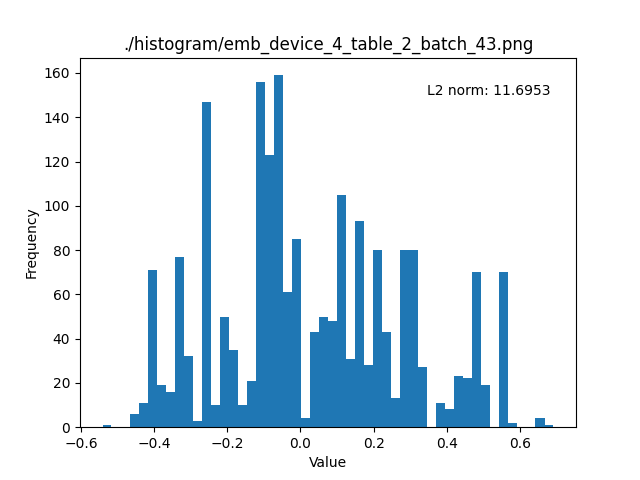 ./histogram/emb_device_4_table_2_batch_43.png
L2 norm: 11.6953
160
140
120
100
80
60
40
20
0
Frequency
−0.6 −0.4 −0.2 0.0 0.2 0.4 0.6
Value